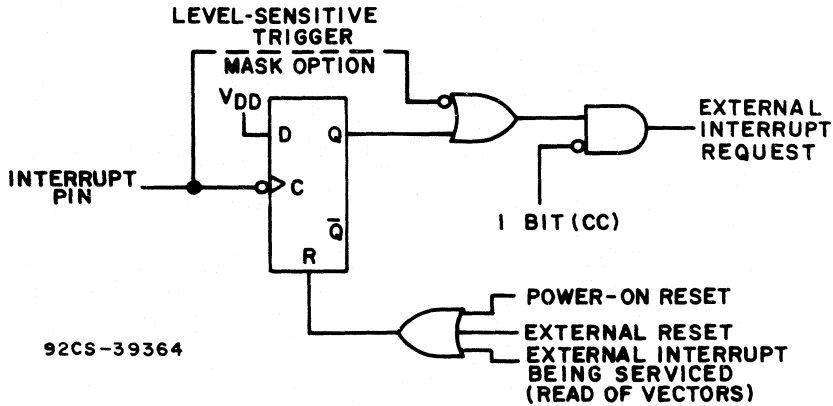 LEVEL-SENSITIVE
TRIGGER
MASK OPTION
VDD
D
Q
INTERRUPT
PIN
C
Q̅
R
EXTERNAL
INTERRUPT
REQUEST
I BIT (CC)
POWER-ON RESET
EXTERNAL RESET
EXTERNAL INTERRUPT
BEING SERVICED
(READ OF VECTORS)
92CS-39364